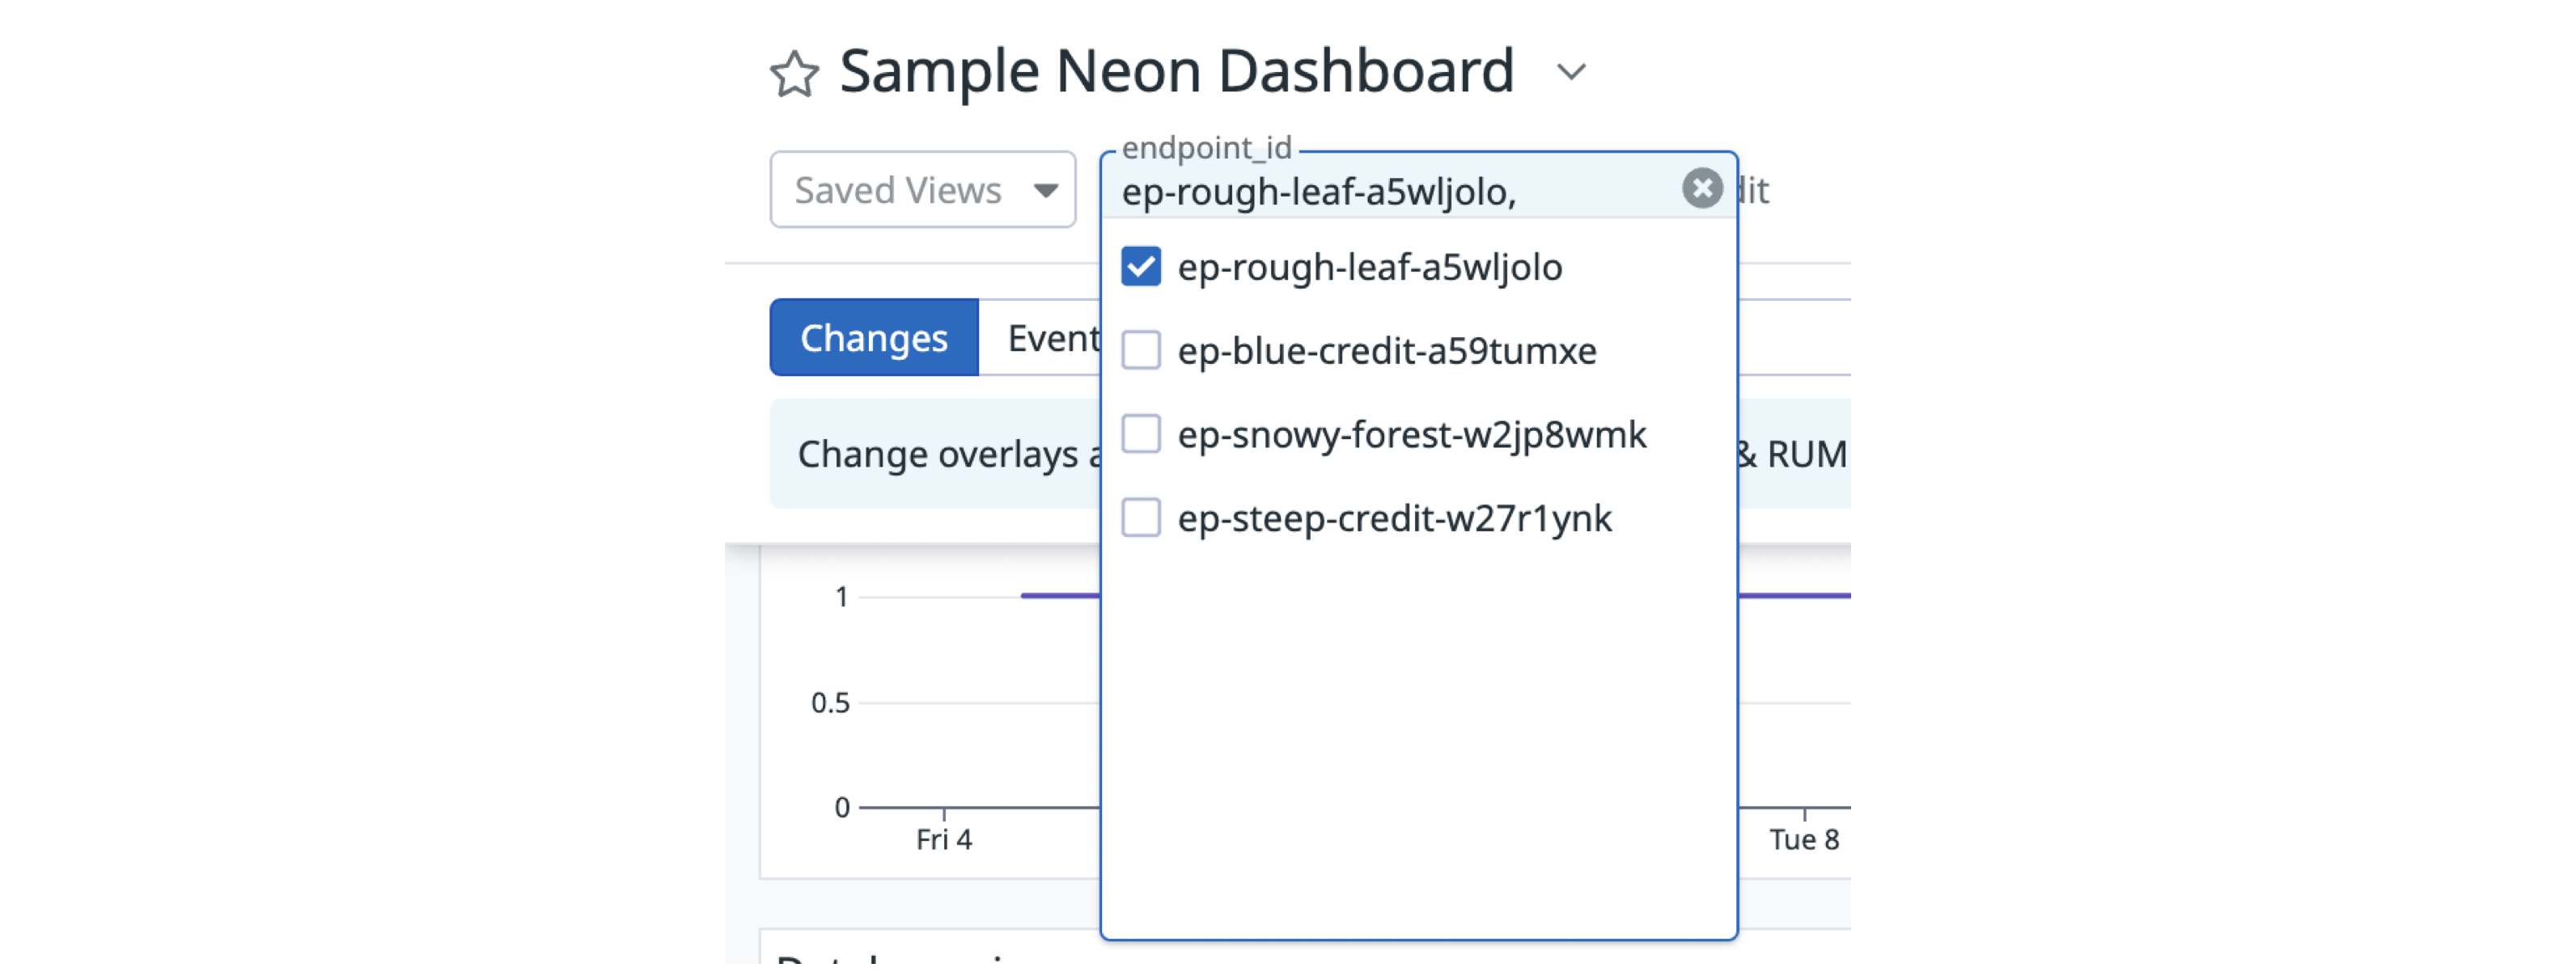 Sample Neon Dashboard
Saved Views
endpoint_id
ep-rough-leaf-a5wljolo,
dit
ep-rough-leaf-a5wljolo
Changes
Event
ep-blue-credit-a59tumxe
Change overlays a
ep-snowy-forest-w2jp8wmk
& RUM
ep-steep-credit-w27r1ynk
1
0.5
0
Fri 4
Tue 8